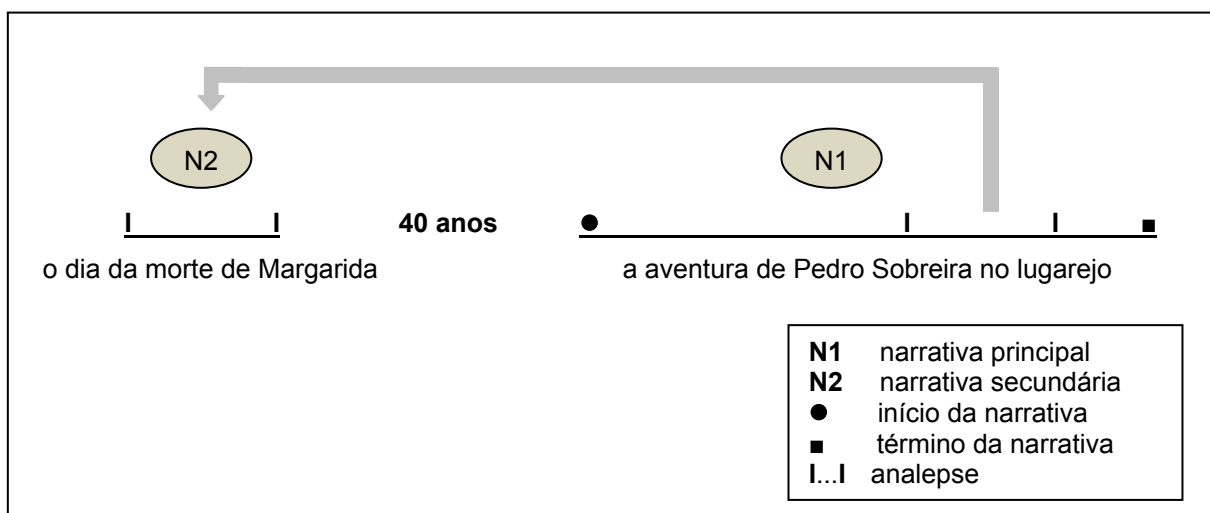 N2
N1
I I 40 anos ● I I ■
o dia da morte de Margarida a aventura de Pedro Sobreira no lugarejo
N1 narrativa principal
N2 narrativa secundária
● início da narrativa
■ término da narrativa
I...I analepse